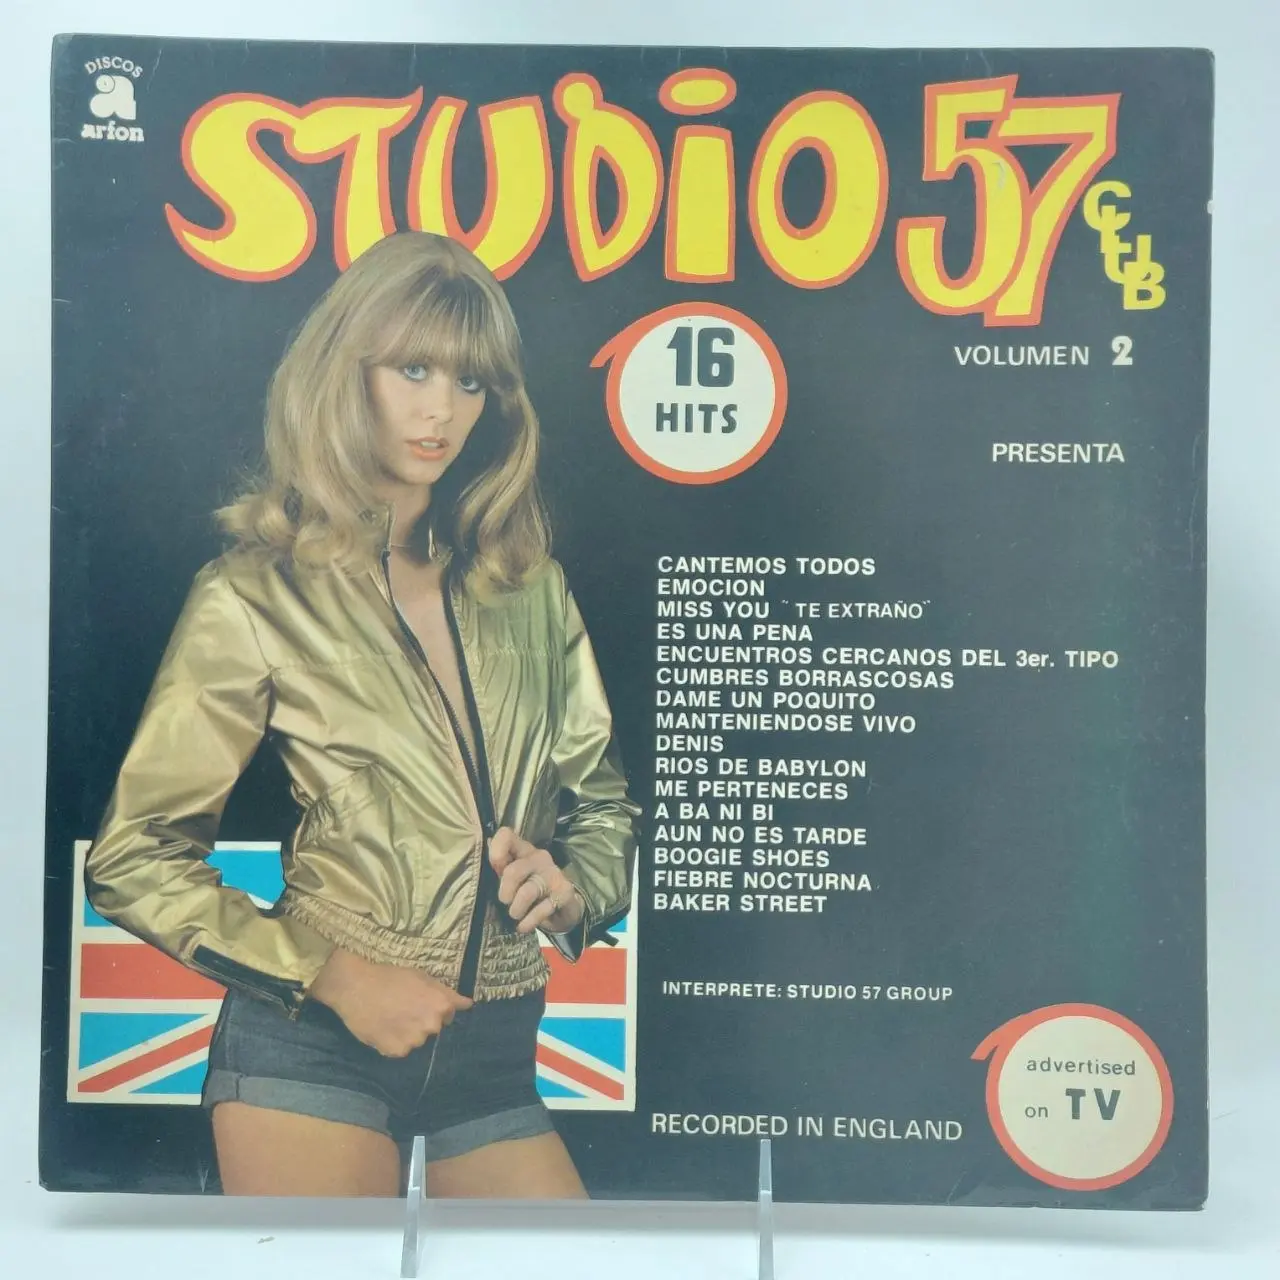 DISCOS
a
arfon
STUDIO 57
CLUB
16
HITS
VOLUMEN 2
PRESENTA
CANTEMOS TODOS
EMOCION
MISS YOU "TE EXTRAÑO"
ES UNA PENA
ENCUENTROS CERCANOS DEL 3er. TIPO
CUMBRES BORRASCOSAS
DAME UN POQUITO
MANTENIENDOSE VIVO
DENIS
RIOS DE BABYLON
ME PERTENECES
A BA NI BI
AUN NO ES TARDE
BOOGIE SHOES
FIEBRE NOCTURNA
BAKER STREET
INTERPRETE: STUDIO 57 GROUP
advertised
on TV
RECORDED IN ENGLAND